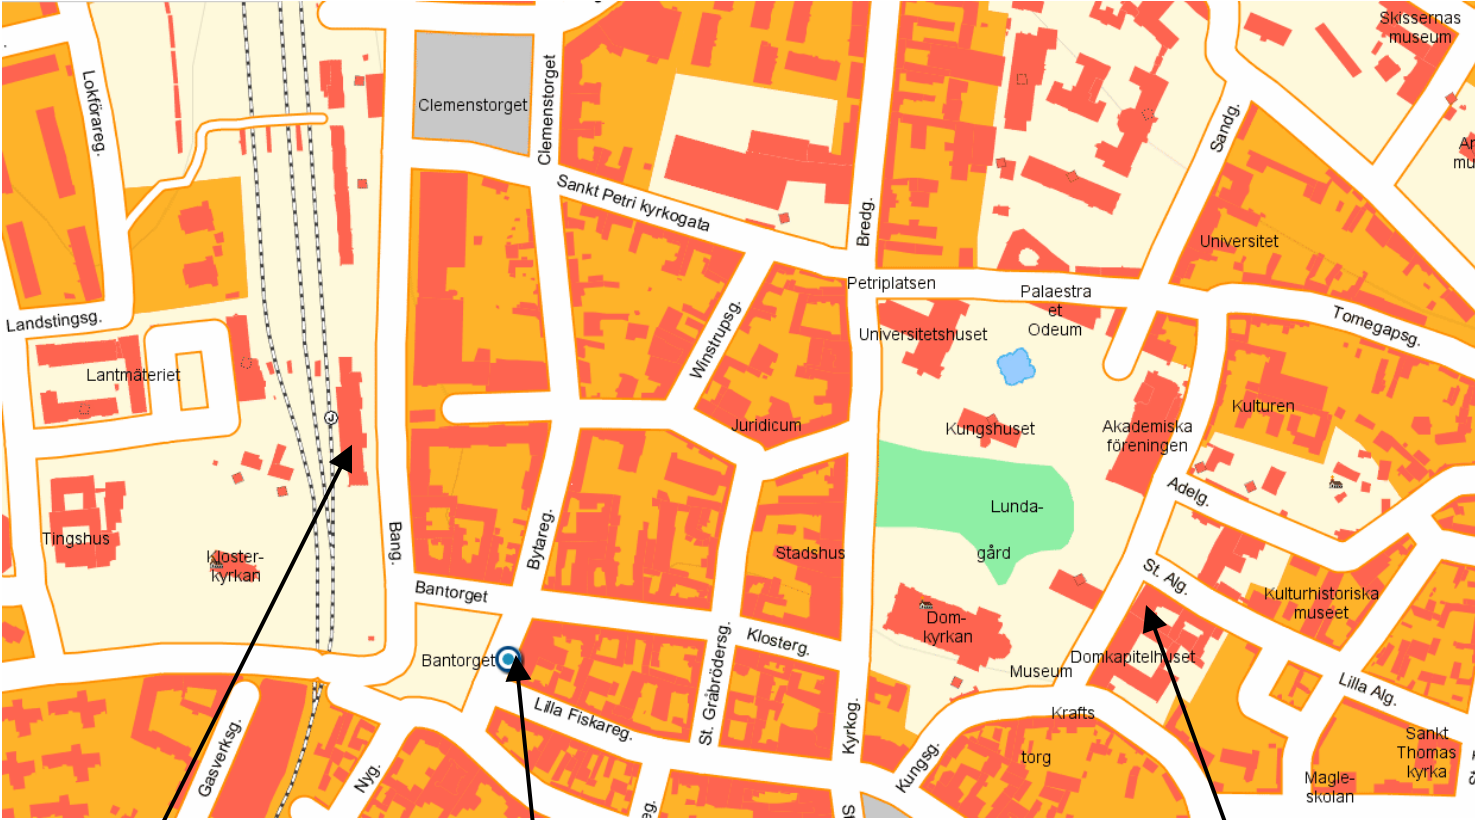 Skissernas
museum
Lokförareg.
Clemenstorget
Clemenstorget
Sandg.
Sankt Petri kyrkogata
Bredg.
Universitet
Petriplatsen
Palaestra
et
Odeum
Landstingsg.
Universitetshuset
Winstrupsg.
Tomegapsg.
Lantmäteriet
Kulturen
Juridicum
Kungshuset
Akademiska
föreningen
Adelg.
Lunda-
gård
Tingshus
Bang.
Bytareg.
Stadshus
Kloster-
kyrkan
St. Alg.
Bantorget
Kulturhistoriska
museet
Dom-
kyrkan
Klosterg.
Bantorget
St. Gråbrödersg.
Museum
Domkapitelhuset
Lilla Alg.
Lilla Fiskareg.
Kyrkog.
Krafts
torg
Gasverksg.
Nyg.
Kungsg.
Sankt
Thomas
kyrka
Magle-
skolan